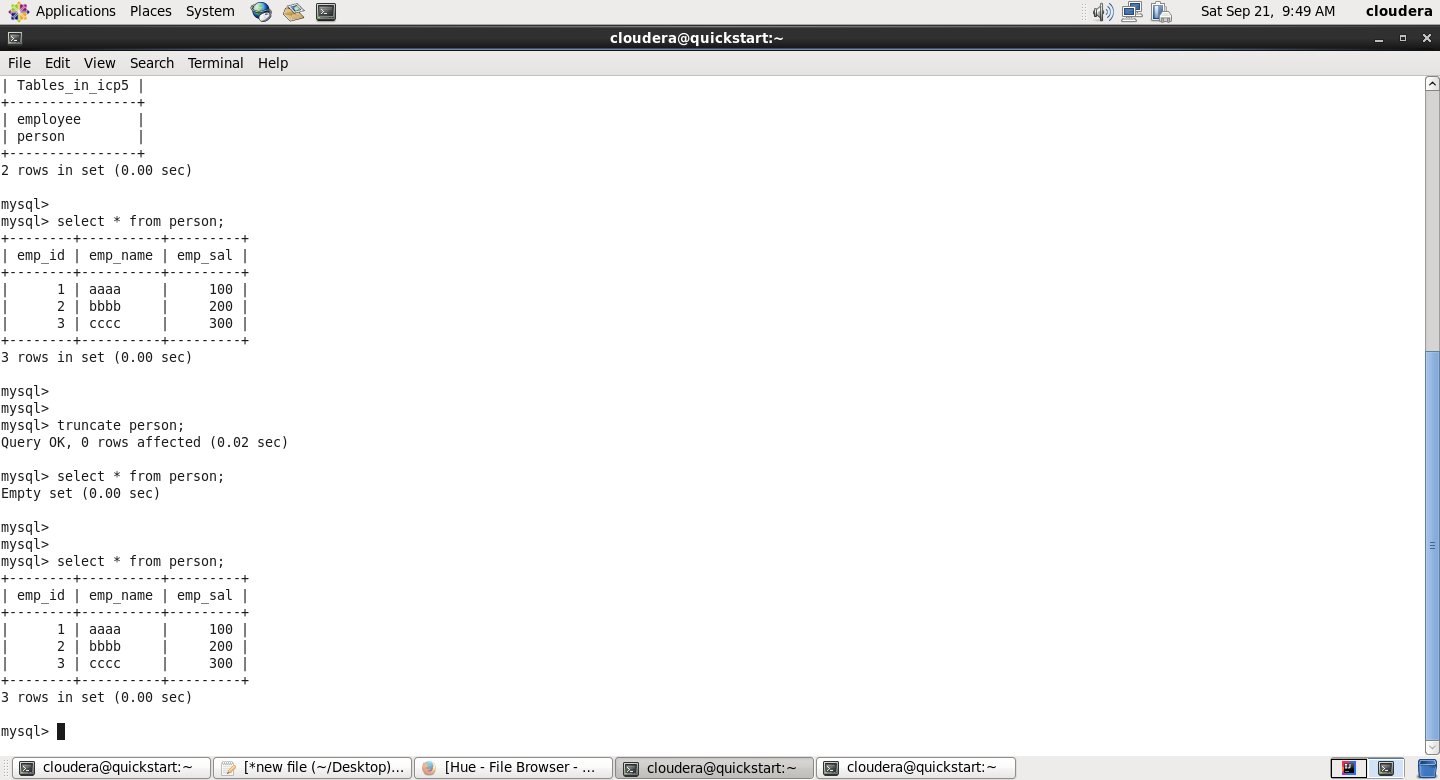 Applications Places System Sat Sep 21, 9:49 AM cloudera
cloudera@quickstart:~
File Edit View Search Terminal Help
| Tables_in_icp5 |
+----------------+
| employee       |
| person         |
+----------------+
2 rows in set (0.00 sec)
mysql>
mysql> select * from person;
+--------+----------+---------+
| emp_id | emp_name | emp_sal |
+--------+----------+---------+
|      1 | aaaa     |     100 |
|      2 | bbbb     |     200 |
|      3 | cccc     |     300 |
+--------+----------+---------+
3 rows in set (0.00 sec)
mysql>
mysql>
mysql> truncate person;
Query OK, 0 rows affected (0.02 sec)
mysql> select * from person;
Empty set (0.00 sec)
mysql>
mysql>
mysql> select * from person;
+--------+----------+---------+
| emp_id | emp_name | emp_sal |
+--------+----------+---------+
|      1 | aaaa     |     100 |
|      2 | bbbb     |     200 |
|      3 | cccc     |     300 |
+--------+----------+---------+
3 rows in set (0.00 sec)
mysql>
cloudera@quickstart:~ [*new file (~/Desktop)... [Hue - File Browser - ... cloudera@quickstart:~ cloudera@quickstart:~